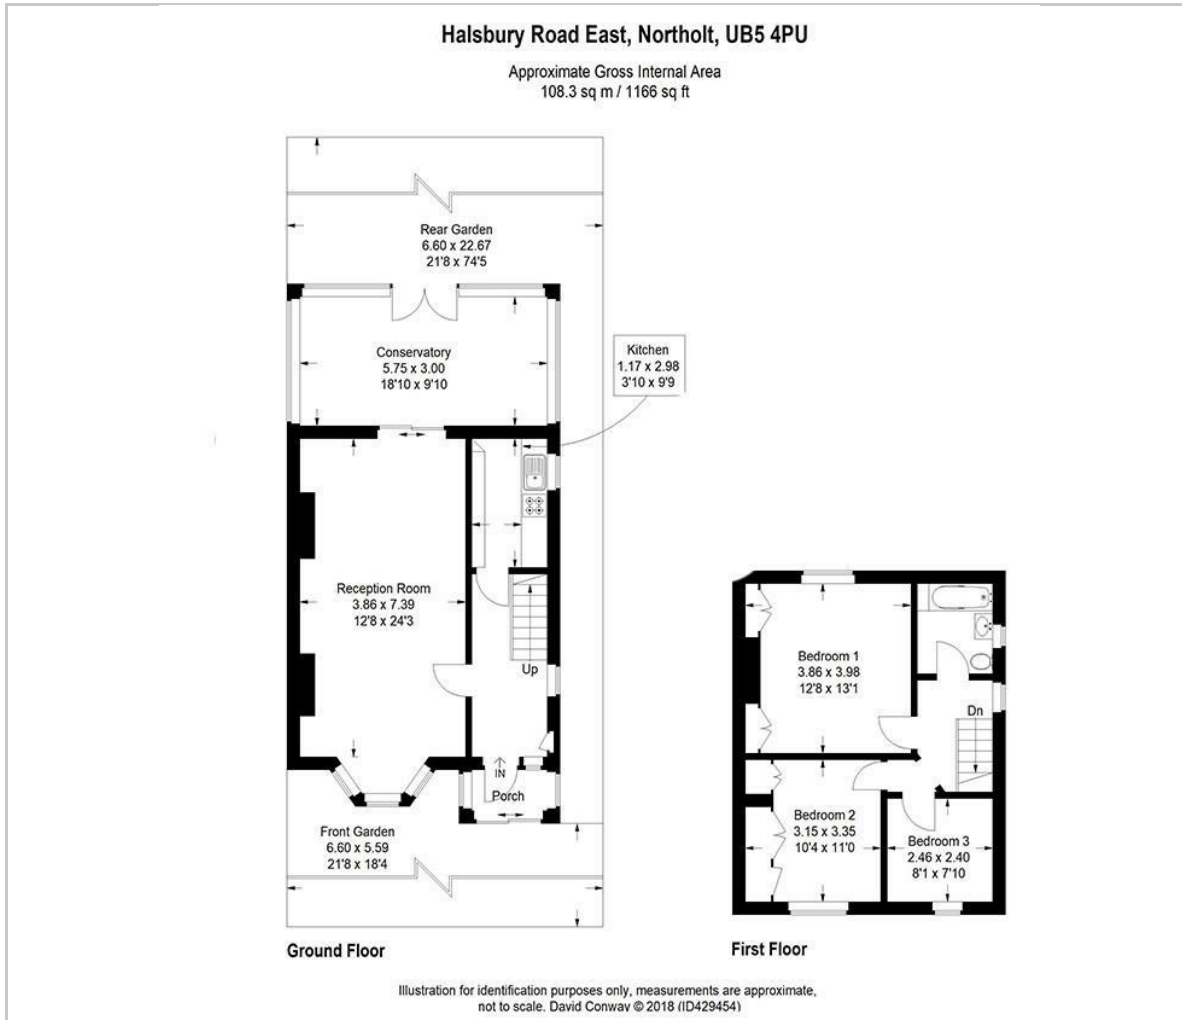 Halsbury Road East, Northolt, UB5 4PU
Approximate Gross Internal Area
108.3 sq m / 1166 sq ft
Rear Garden
6.60 x 22.67
21'8 x 74'5
Conservatory
5.75 x 3.00
18'10 x 9'10
Kitchen
1.17 x 2.98
3'10 x 9'9
Reception Room
3.86 x 7.39
12'8 x 24'3
Up
IN
Porch
Front Garden
6.60 x 5.59
21'8 x 18'4
Ground Floor
Bedroom 1
3.86 x 3.98
12'8 x 13'1
Dn
Bedroom 2
3.15 x 3.35
10'4 x 11'0
Bedroom 3
2.46 x 2.40
8'1 x 7'10
First Floor
Illustration for identification purposes only, measurements are approximate,
not to scale. David Conway © 2018 (ID429454)